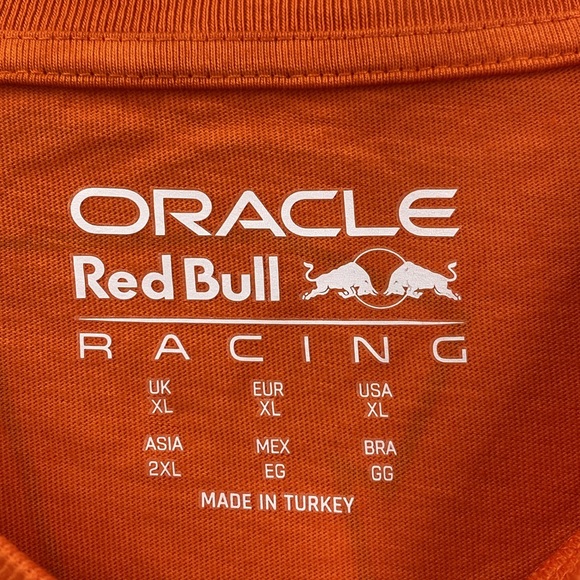 ORACLE
Red Bull
RACING
UK EUR USA
XL XL XL
ASIA MEX BRA
2XL EG GG
MADE IN TURKEY